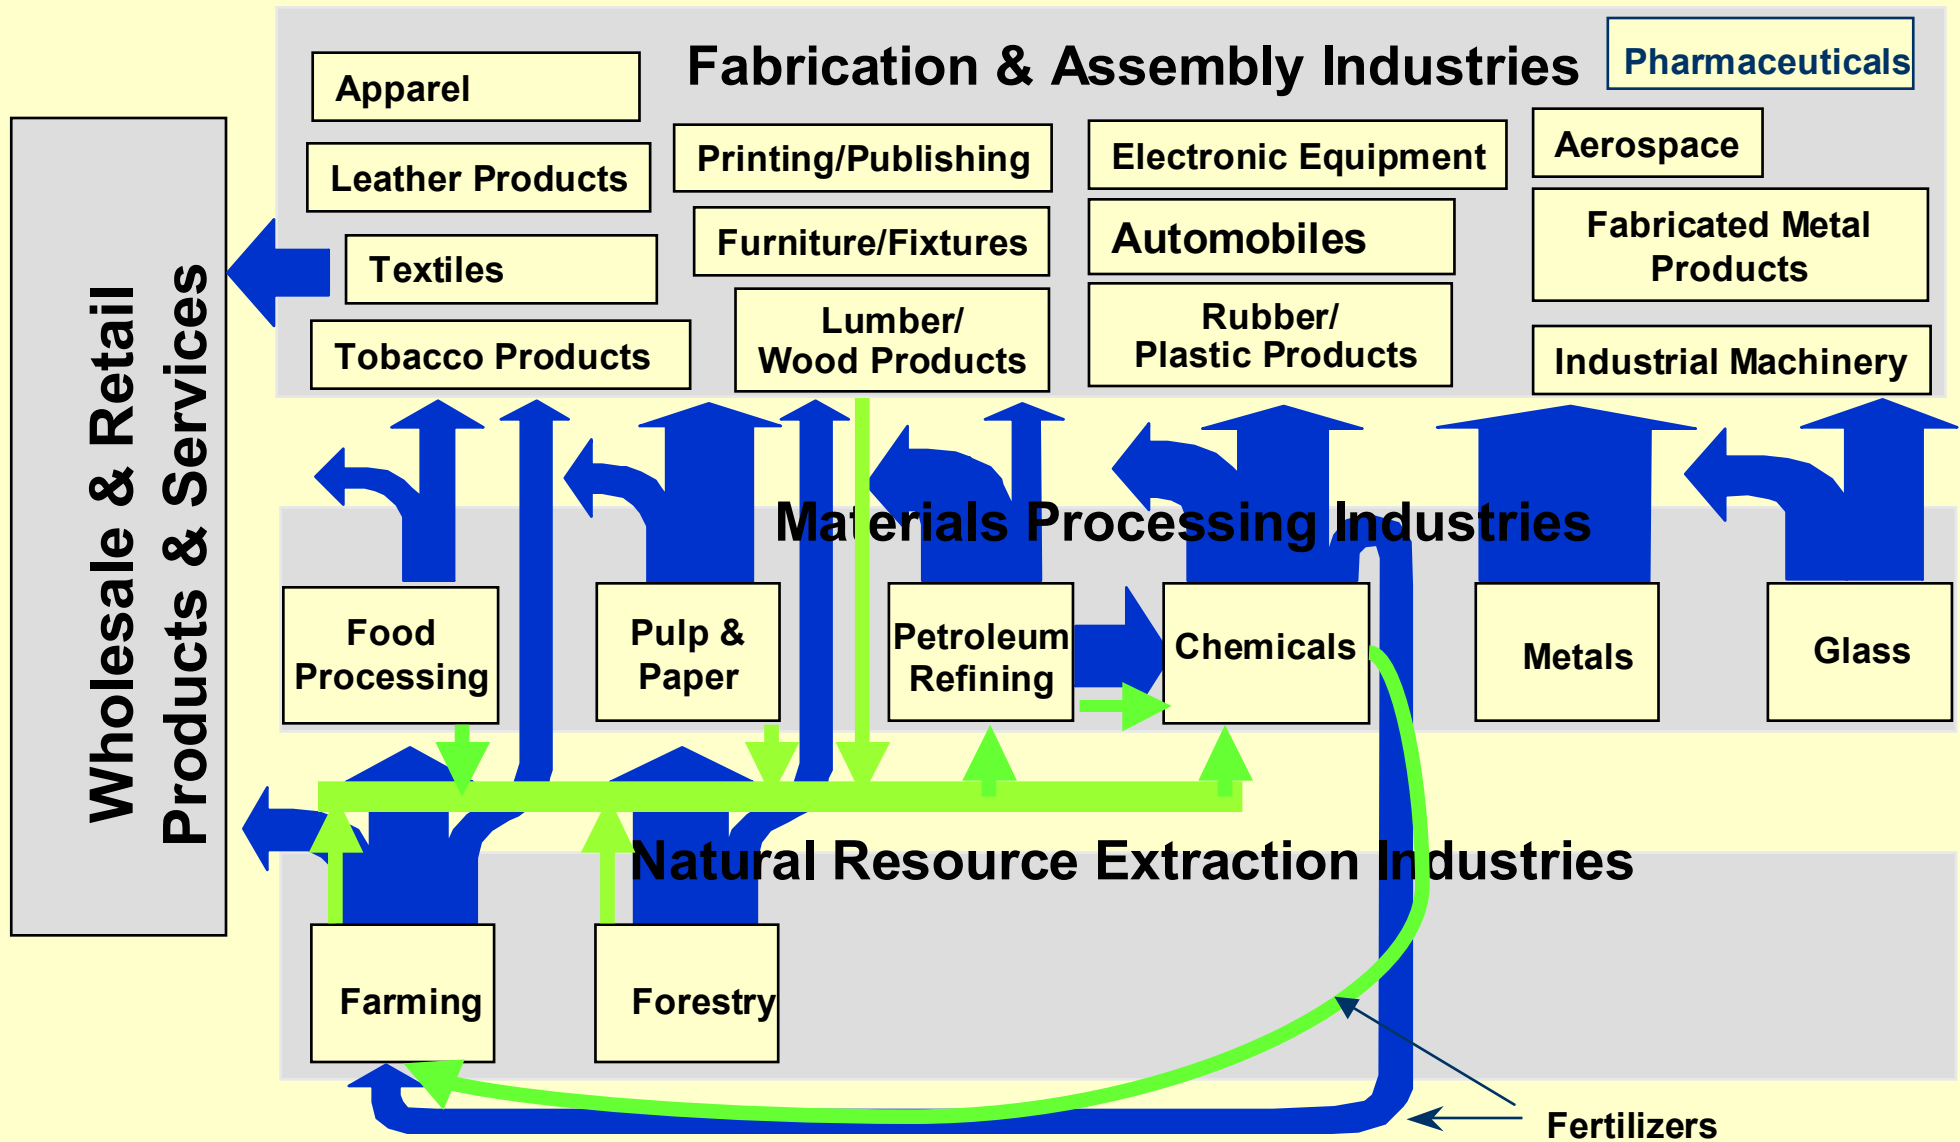 Fabrication & Assembly Industries
Pharmaceuticals
Apparel
Leather Products
Textiles
Tobacco Products
Printing/Publishing
Furniture/Fixtures
Lumber/
Wood Products
Electronic Equipment
Automobiles
Rubber/
Plastic Products
Aerospace
Fabricated Metal
Products
Industrial Machinery
Wholesale & Retail
Products & Services
Materials Processing Industries
Food
Processing
Pulp &
Paper
Petroleum
Refining
Chemicals
Metals
Glass
Natural Resource Extraction Industries
Farming
Forestry
Fertilizers